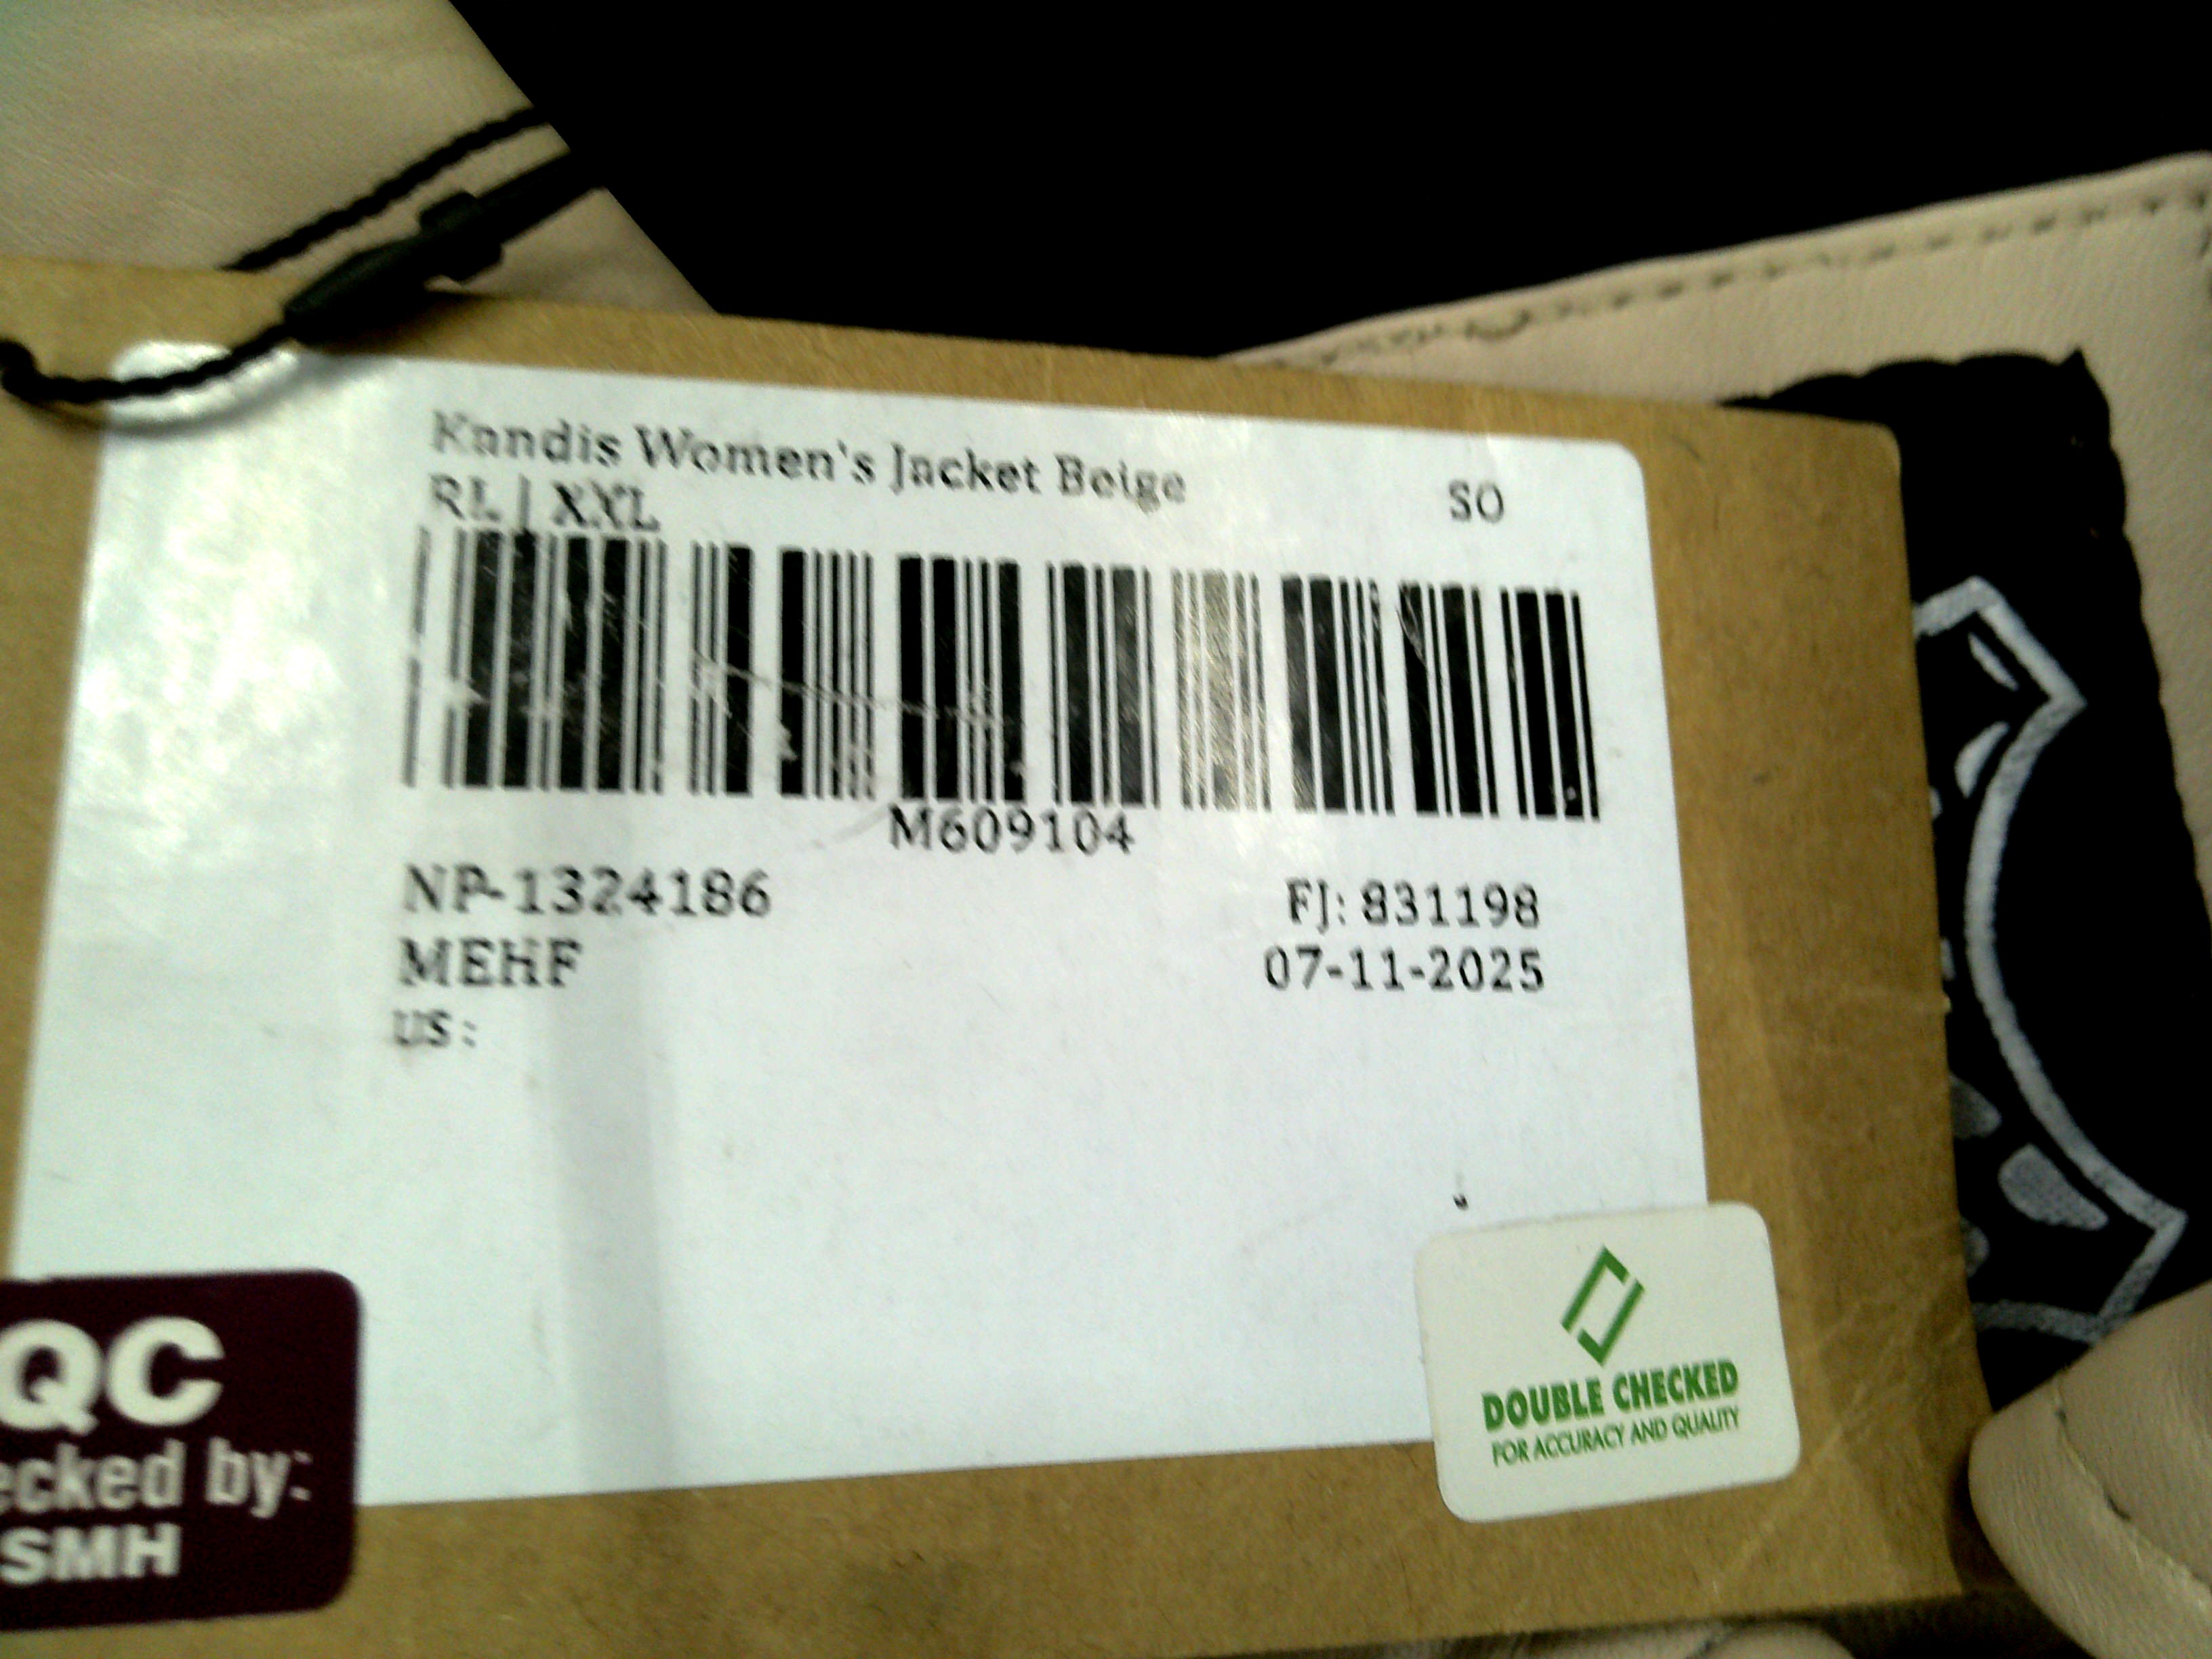 Kandis Women's Jacket Beige
RL | XXL
SO
M609104
NP-1324186
FJ: 831198
MEHF
07-11-2025
US:
QC
ecked by:
SMH
DOUBLE CHECKED
FOR ACCURACY AND QUALITY